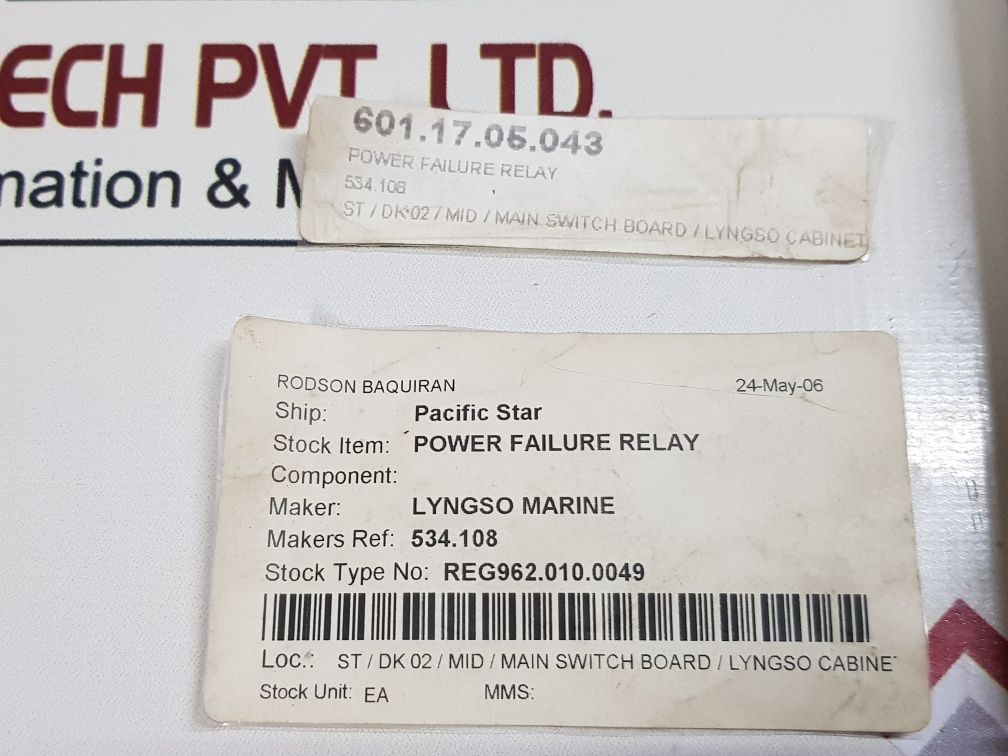 ECH PVT. LTD.
mation & M
601.17.05.043
POWER FAILURE RELAY
534.108
ST / DK 02 / MID / MAIN SWITCH BOARD / LYNGSO CABINET
RODSON BAQUIRAN 24-May-06
Ship: Pacific Star
Stock Item: POWER FAILURE RELAY
Component:
Maker: LYNGSO MARINE
Makers Ref: 534.108
Stock Type No: REG962.010.0049
Loc.: ST / DK 02 / MID / MAIN SWITCH BOARD / LYNGSO CABINE
Stock Unit: EA MMS: